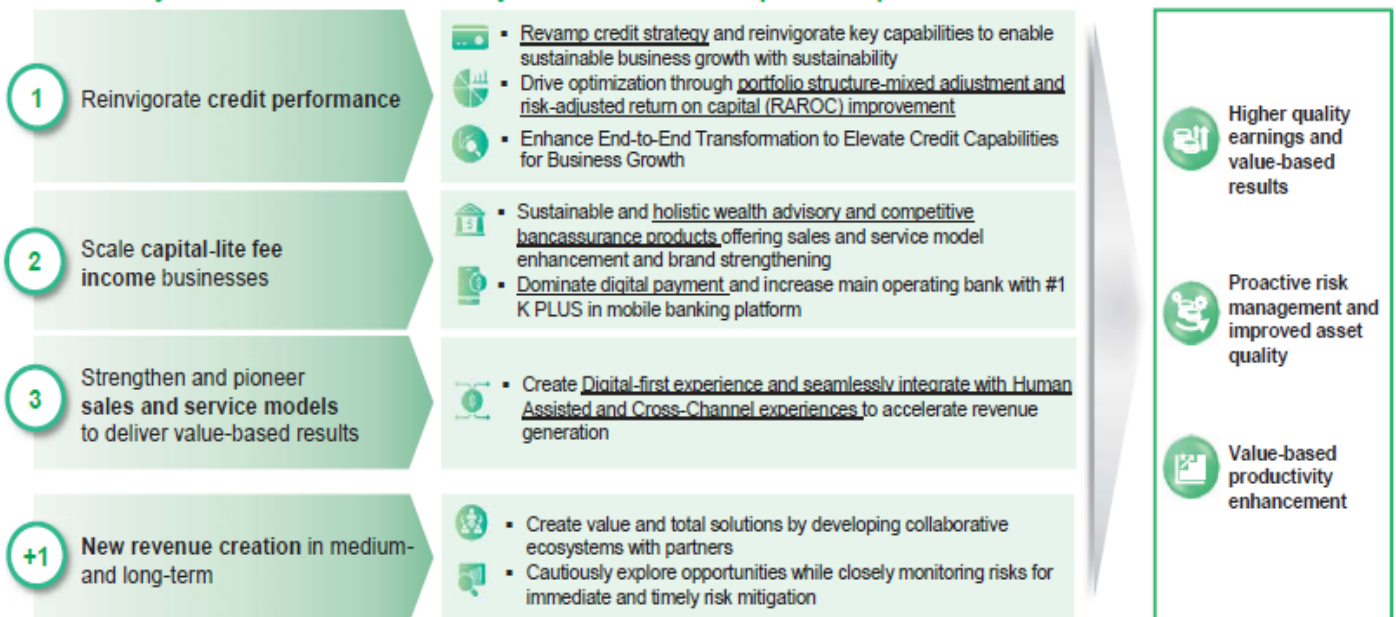 1
Reinvigorate credit performance
▪ Revamp credit strategy and reinvigorate key capabilities to enable
sustainable business growth with sustainability
▪ Drive optimization through portfolio structure-mixed adjustment and
risk-adjusted return on capital (RAROC) improvement
▪ Enhance End-to-End Transformation to Elevate Credit Capabilities
for Business Growth
2
Scale capital-lite fee
income businesses
▪ Sustainable and holistic wealth advisory and competitive
bancassurance products offering sales and service model
enhancement and brand strengthening
▪ Dominate digital payment and increase main operating bank with #1
K PLUS in mobile banking platform
3
Strengthen and pioneer
sales and service models
to deliver value-based results
▪ Create Digital-first experience and seamlessly integrate with Human
Assisted and Cross-Channel experiences to accelerate revenue
generation
+1
New revenue creation in medium-
and long-term
▪ Create value and total solutions by developing collaborative
ecosystems with partners
▪ Cautiously explore opportunities while closely monitoring risks for
immediate and timely risk mitigation
Higher quality
earnings and
value-based
results
Proactive risk
management and
improved asset
quality
Value-based
productivity
enhancement